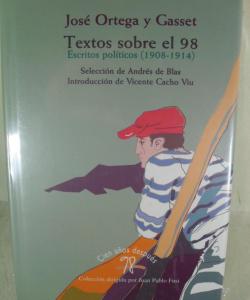 José Ortega y Gasset
Textos sobre el 98
Escritos políticos (1908-1914)
Selección de Andrés de Blas
Introducción de Vicente Cacho Viu
Cien años después
98
Colección dirigida por Juan Pablo Fusi